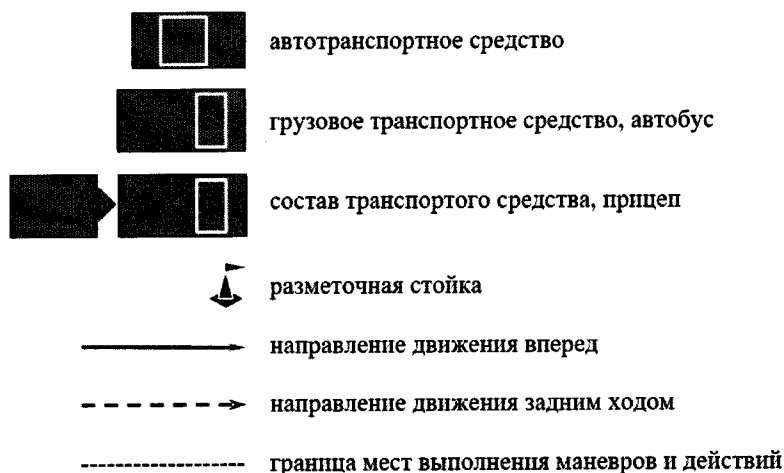 автотранспортное средство
грузовое транспортное средство, автобус
состав транспортого средства, прицеп
разметочная стойка
направление движения вперед
направление движения задним ходом
граница мест выполнения маневров и действий